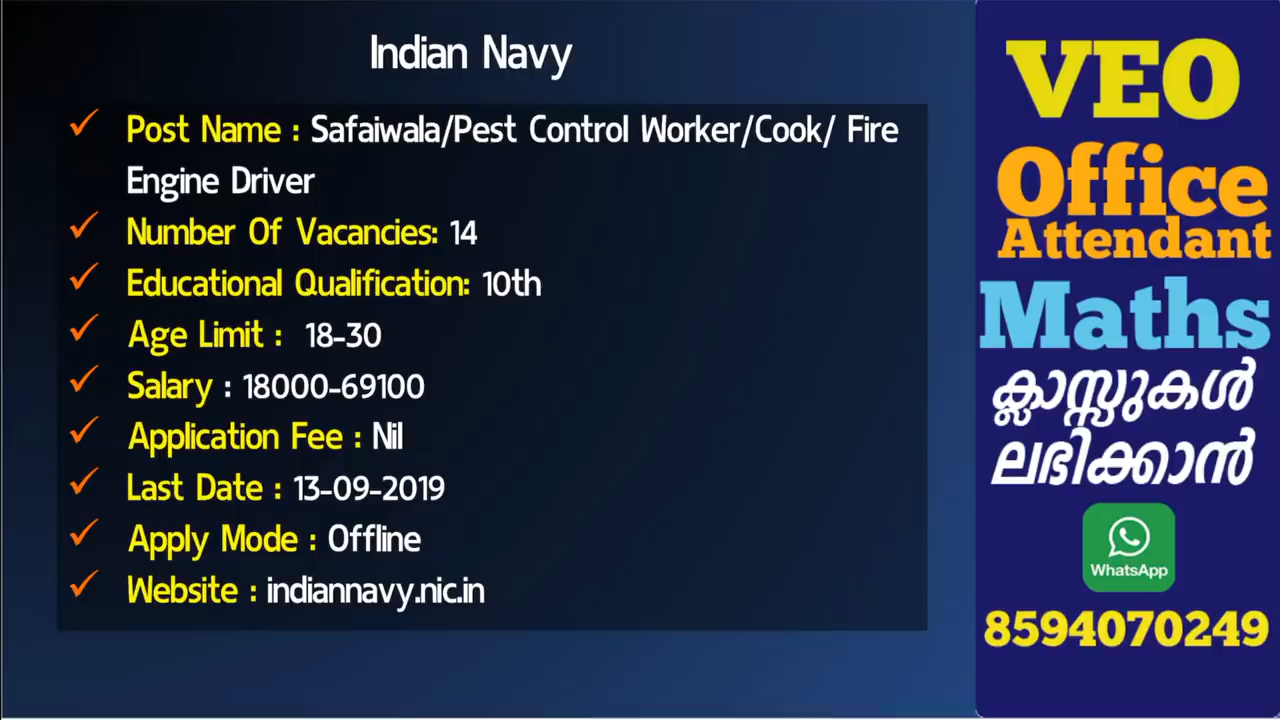 Indian Navy
Post Name : Safaiwala/Pest Control Worker/Cook/ Fire
Engine Driver
Number Of Vacancies: 14
Educational Qualification: 10th
Age Limit : 18-30
Salary : 18000-69100
Application Fee : Nil
Last Date : 13-09-2019
Apply Mode : Offline
Website : indiannavy.nic.in
VEO
Office
Attendant
Maths
ക്ലാസ്സുകൾ
ലഭിക്കാൻ
WhatsApp
8594070249